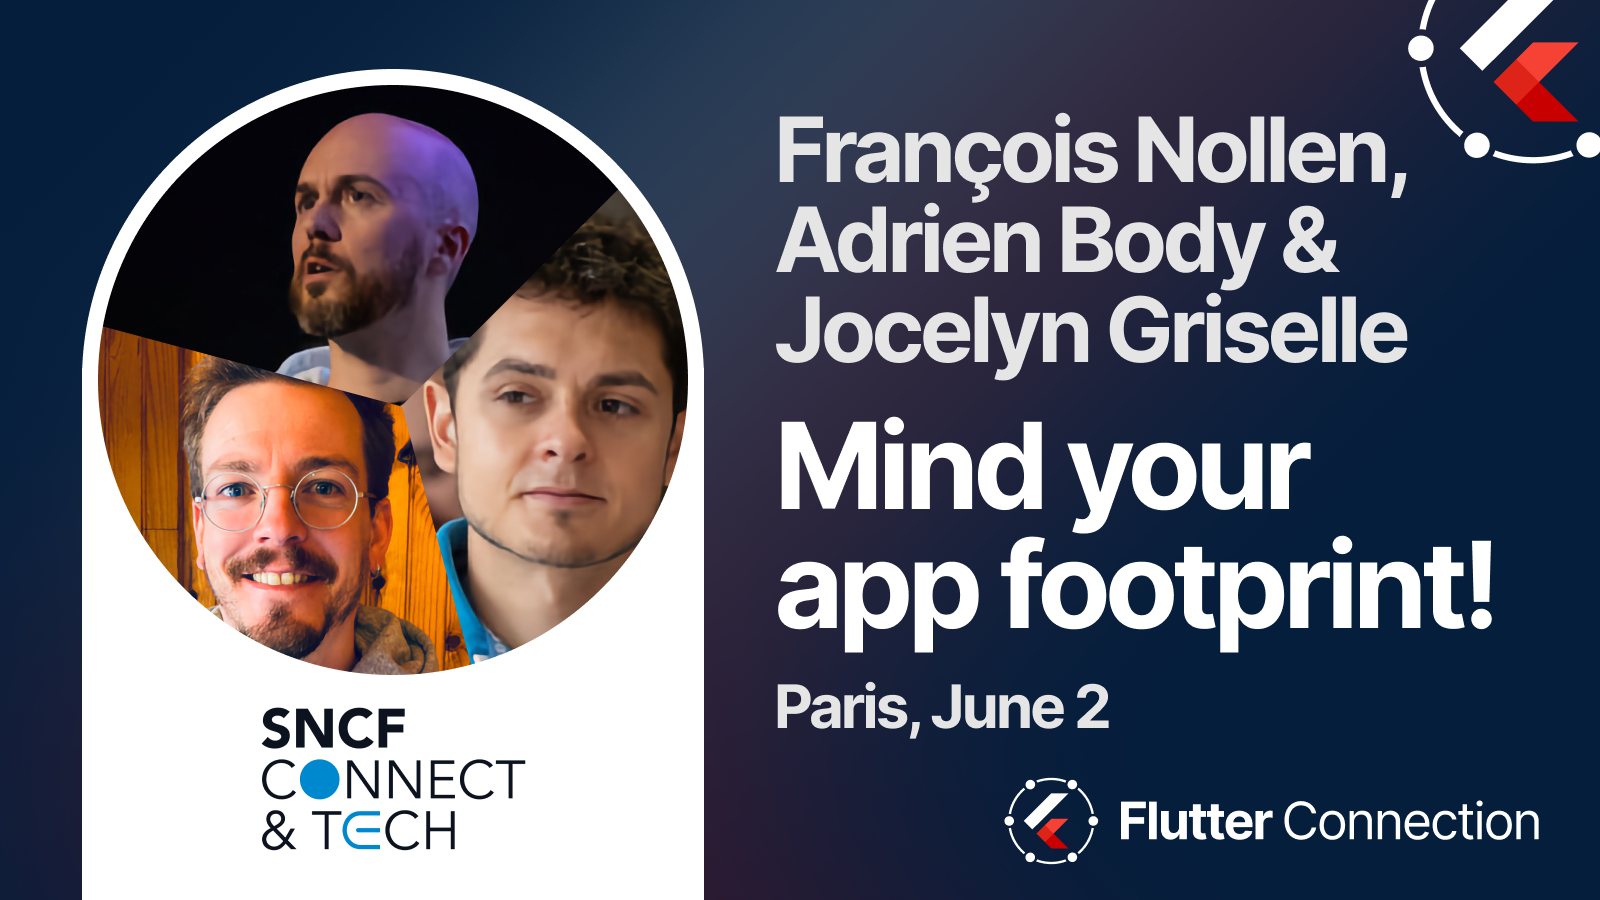 François Nollen,
Adrien Body &
Jocelyn Griselle
Mind your
app footprint!
Paris, June 2
SNCF
CONNECT
& TECH
Flutter Connection